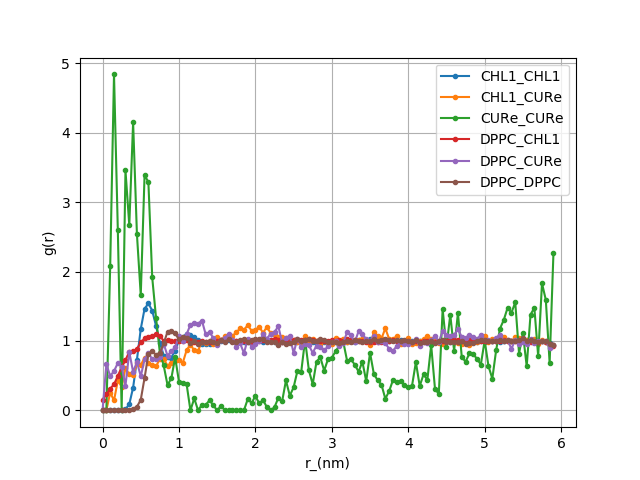 5
4
3
2
1
0
g(r)
CHL1_CHL1
CHL1_CURe
CURe_CURe
DPPC_CHL1
DPPC_CURe
DPPC_DPPC
0 1 2 3 4 5 6
r_(nm)